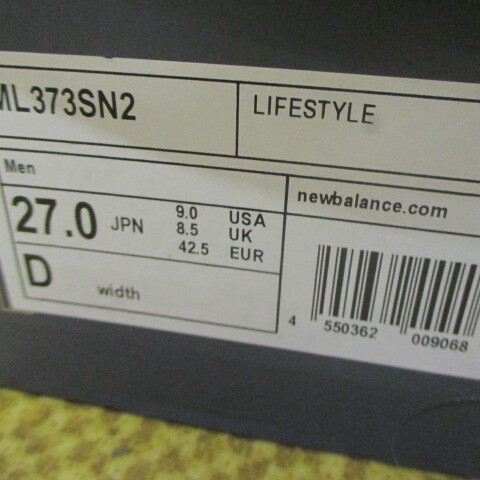 ML373SN2
LIFESTYLE
Men
27.0 JPN
9.0 USA
8.5 UK
42.5 EUR
D width
newbalance.com
4 550362 009068